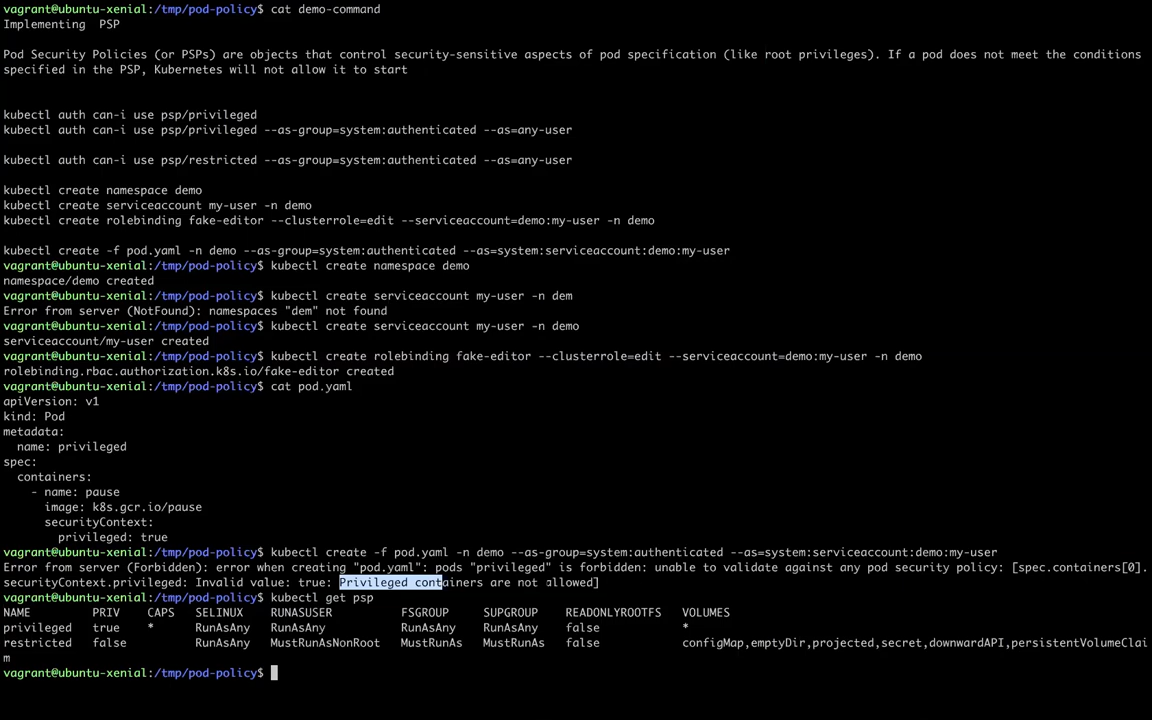 vagrant@ubuntu-xenial:/tmp/pod-policy$ cat demo-command
Implementing  PSP
Pod Security Policies (or PSPs) are objects that control security-sensitive aspects of pod specification (like root privileges). If a pod does not meet the conditions
specified in the PSP, Kubernetes will not allow it to start
kubectl auth can-i use psp/privileged
kubectl auth can-i use psp/privileged --as-group=system:authenticated --as=any-user
kubectl auth can-i use psp/restricted --as-group=system:authenticated --as=any-user
kubectl create namespace demo
kubectl create serviceaccount my-user -n demo
kubectl create rolebinding fake-editor --clusterrole=edit --serviceaccount=demo:my-user -n demo
kubectl create -f pod.yaml -n demo --as-group=system:authenticated --as=system:serviceaccount:demo:my-user
vagrant@ubuntu-xenial:/tmp/pod-policy$ kubectl create namespace demo
namespace/demo created
vagrant@ubuntu-xenial:/tmp/pod-policy$ kubectl create serviceaccount my-user -n dem
Error from server (NotFound): namespaces "dem" not found
vagrant@ubuntu-xenial:/tmp/pod-policy$ kubectl create serviceaccount my-user -n demo
serviceaccount/my-user created
vagrant@ubuntu-xenial:/tmp/pod-policy$ kubectl create rolebinding fake-editor --clusterrole=edit --serviceaccount=demo:my-user -n demo
rolebinding.rbac.authorization.k8s.io/fake-editor created
vagrant@ubuntu-xenial:/tmp/pod-policy$ cat pod.yaml
apiVersion: v1
kind: Pod
metadata:
  name: privileged
spec:
  containers:
    - name: pause
      image: k8s.gcr.io/pause
      securityContext:
        privileged: true
vagrant@ubuntu-xenial:/tmp/pod-policy$ kubectl create -f pod.yaml -n demo --as-group=system:authenticated --as=system:serviceaccount:demo:my-user
Error from server (Forbidden): error when creating "pod.yaml": pods "privileged" is forbidden: unable to validate against any pod security policy: [spec.containers[0].
securityContext.privileged: Invalid value: true: Privileged containers are not allowed]
vagrant@ubuntu-xenial:/tmp/pod-policy$ kubectl get psp
NAME         PRIV    CAPS   SELINUX    RUNASUSER          FSGROUP     SUPGROUP    READONLYROOTFS   VOLUMES
privileged   true    *      RunAsAny   RunAsAny           RunAsAny    RunAsAny    false            *
restricted   false          RunAsAny   MustRunAsNonRoot   MustRunAs   MustRunAs   false            configMap,emptyDir,projected,secret,downwardAPI,persistentVolumeClai
m
vagrant@ubuntu-xenial:/tmp/pod-policy$